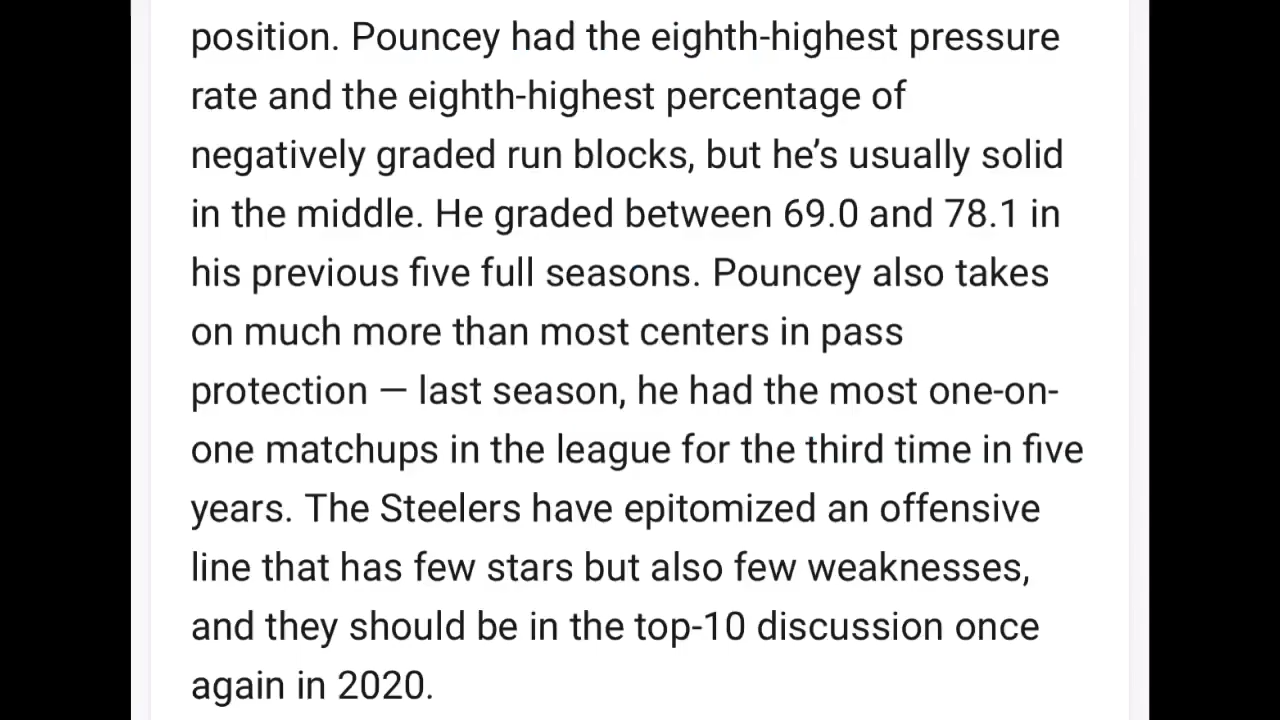 position. Pouncey had the eighth-highest pressure
rate and the eighth-highest percentage of
negatively graded run blocks, but he’s usually solid
in the middle. He graded between 69.0 and 78.1 in
his previous five full seasons. Pouncey also takes
on much more than most centers in pass
protection — last season, he had the most one-on-
one matchups in the league for the third time in five
years. The Steelers have epitomized an offensive
line that has few stars but also few weaknesses,
and they should be in the top-10 discussion once
again in 2020.